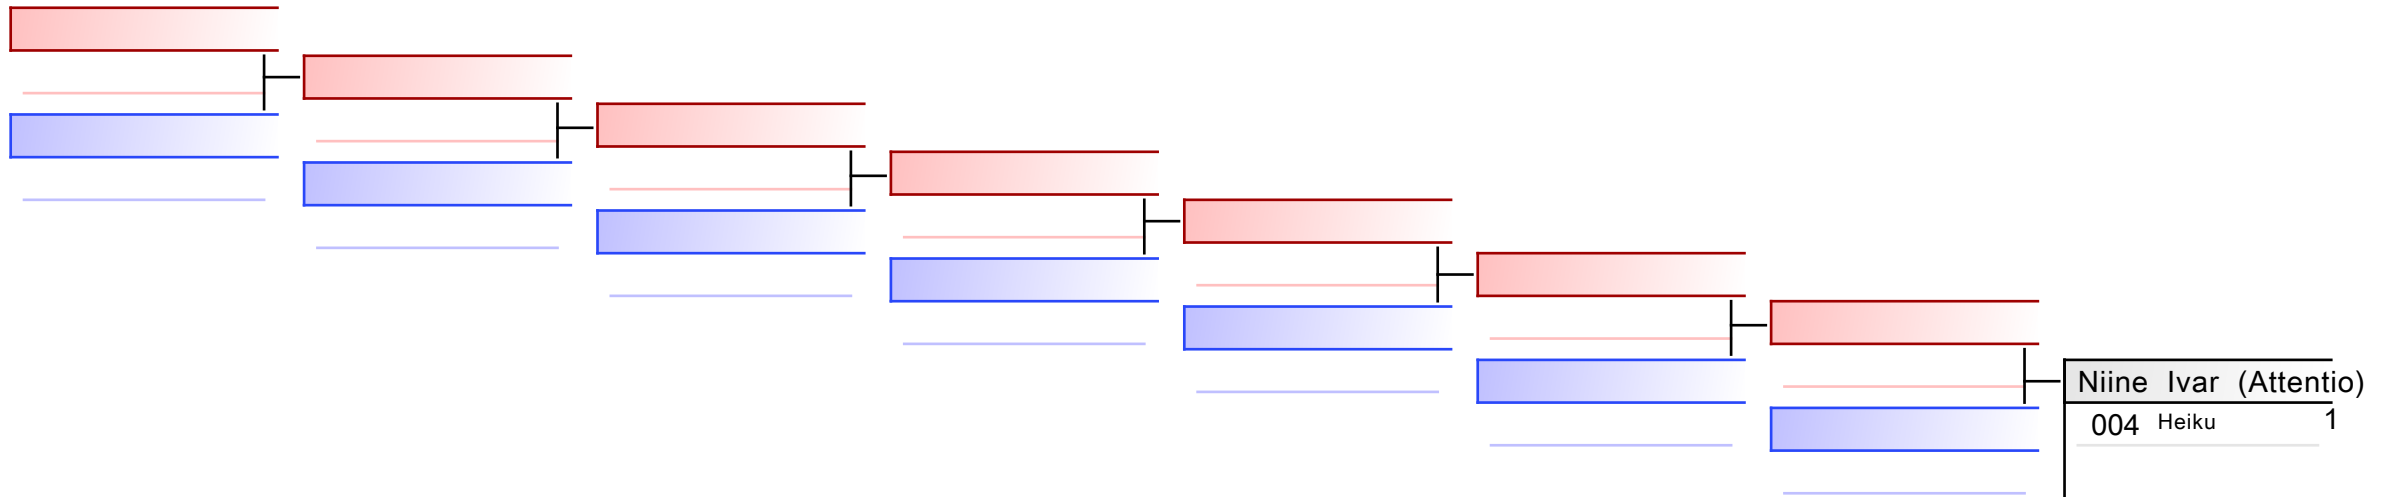 Niine Ivar (Attentio)
004 Heiku 1